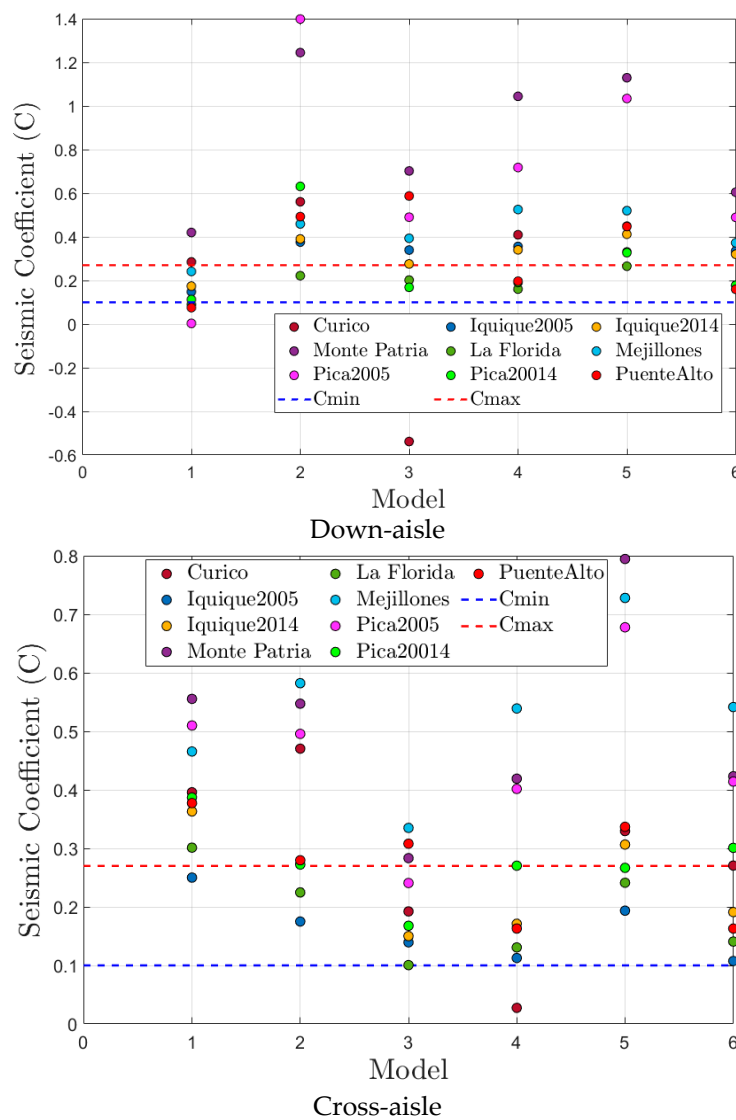 1.4
1.2
1
0.8
0.6
0.4
0.2
0
-0.2
-0.4
-0.6
Seismic Coefficient (C)
Curico Iquique2005 Iquique2014
Monte Patria La Florida Mejillones
Pica2005 Pica20014 PuenteAlto
Cmin Cmax
0 1 2 3 4 5 6
Model
Down-aisle
0.8
0.7
0.6
0.5
0.4
0.3
0.2
0.1
0
Seismic Coefficient (C)
Curico La Florida PuenteAlto
Iquique2005 Mejillones Cmin
Iquique2014 Pica2005 Cmax
Monte Patria Pica20014
0 1 2 3 4 5 6
Model
Cross-aisle